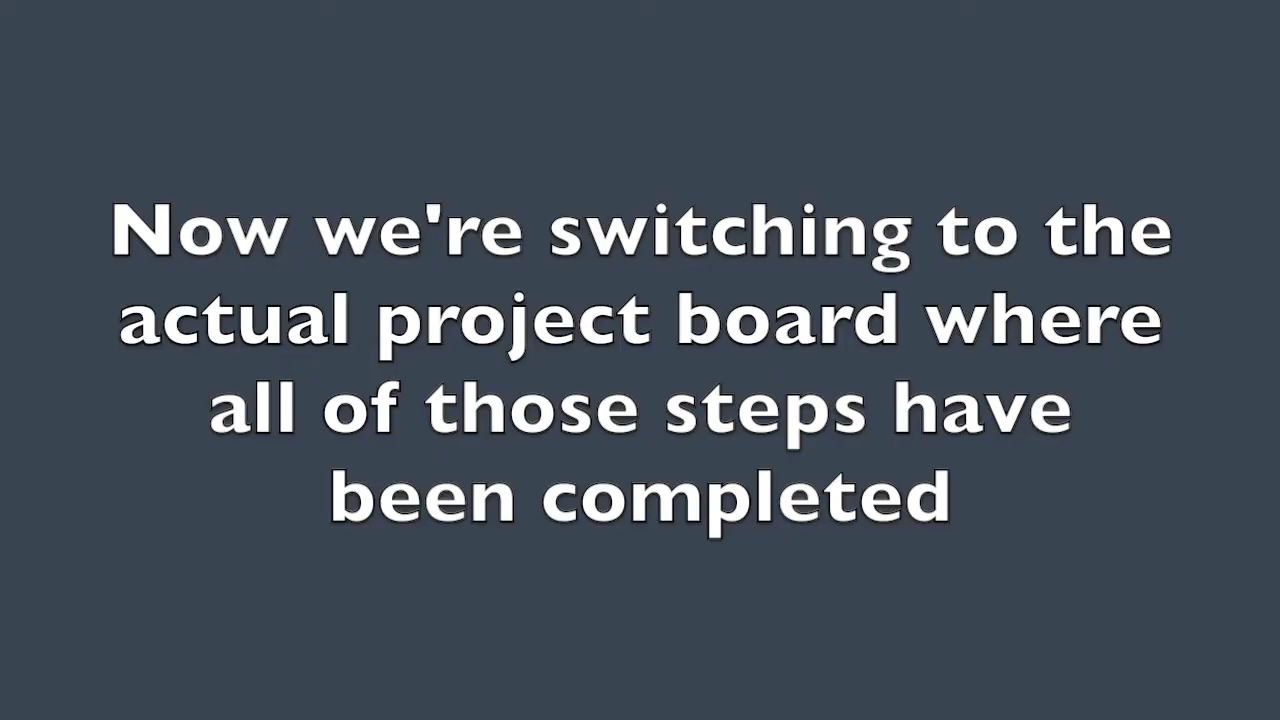 Now we're switching to the
actual project board where
all of those steps have
been completed